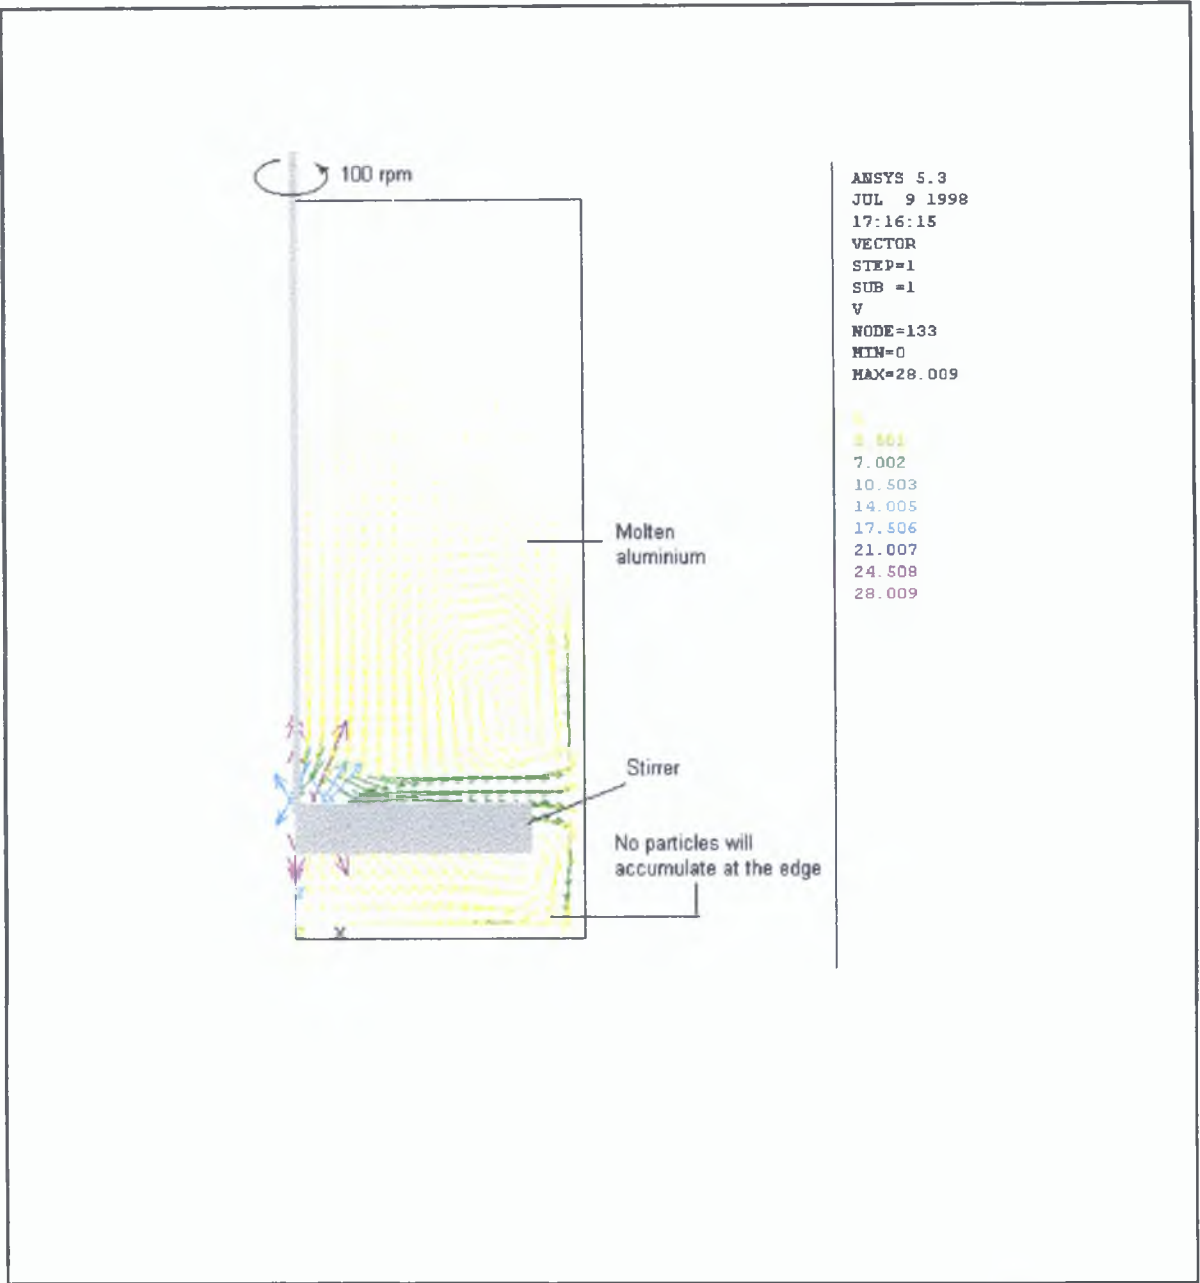 100 rpm
ANSYS 5.3
JUL 9 1998
17:16:15
VECTOR
STEP=1
SUB =1
V
NODE=133
MIN=0
MAX=28.009
7.002
10.503
14.005
17.506
21.007
24.508
28.009
Molten
aluminium
Stirrer
No particles will
accumulate at the edge
X